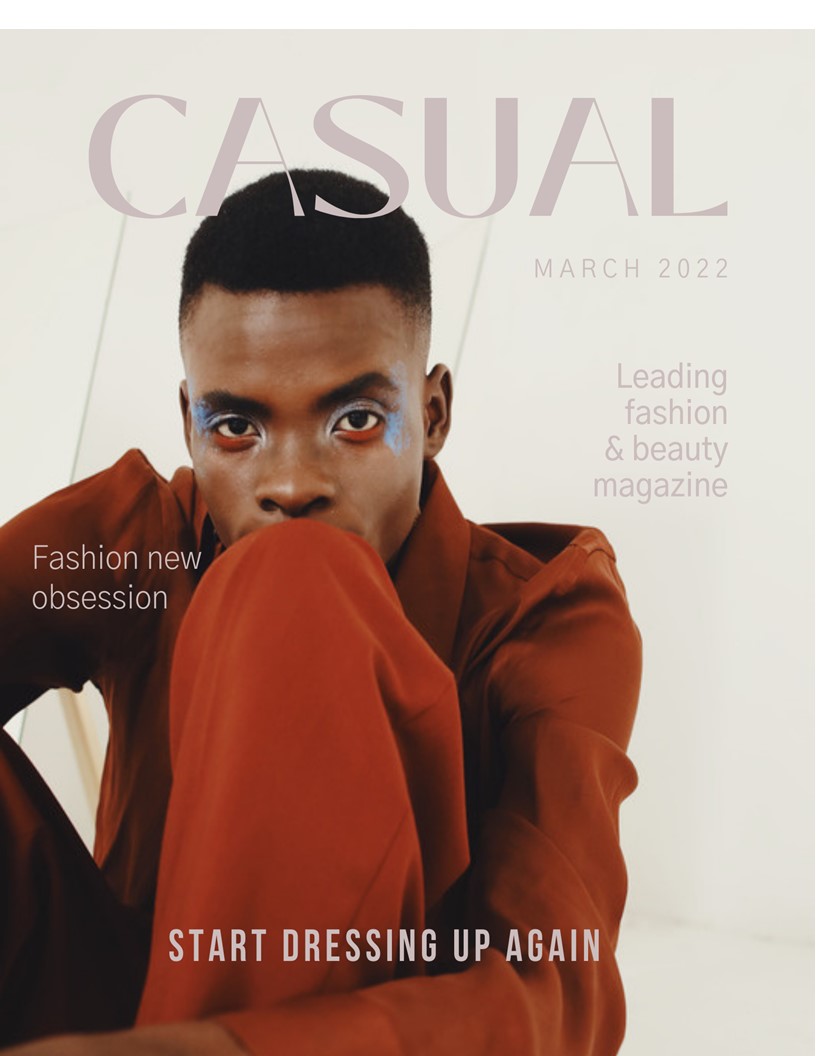 CASUAL
MARCH 2022
Leading
fashion
& beauty
magazine
Fashion new
obsession
START DRESSING UP AGAIN